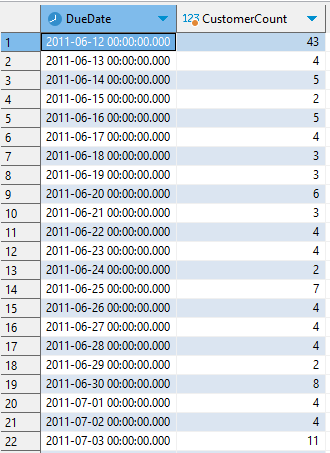 DueDate 123 CustomerCount
1 2011-06-12 00:00:00.000 43
2 2011-06-13 00:00:00.000 4
3 2011-06-14 00:00:00.000 5
4 2011-06-15 00:00:00.000 2
5 2011-06-16 00:00:00.000 5
6 2011-06-17 00:00:00.000 4
7 2011-06-18 00:00:00.000 3
8 2011-06-19 00:00:00.000 3
9 2011-06-20 00:00:00.000 6
10 2011-06-21 00:00:00.000 3
11 2011-06-22 00:00:00.000 4
12 2011-06-23 00:00:00.000 4
13 2011-06-24 00:00:00.000 2
14 2011-06-25 00:00:00.000 7
15 2011-06-26 00:00:00.000 4
16 2011-06-27 00:00:00.000 4
17 2011-06-28 00:00:00.000 4
18 2011-06-29 00:00:00.000 2
19 2011-06-30 00:00:00.000 8
20 2011-07-01 00:00:00.000 4
21 2011-07-02 00:00:00.000 4
22 2011-07-03 00:00:00.000 11